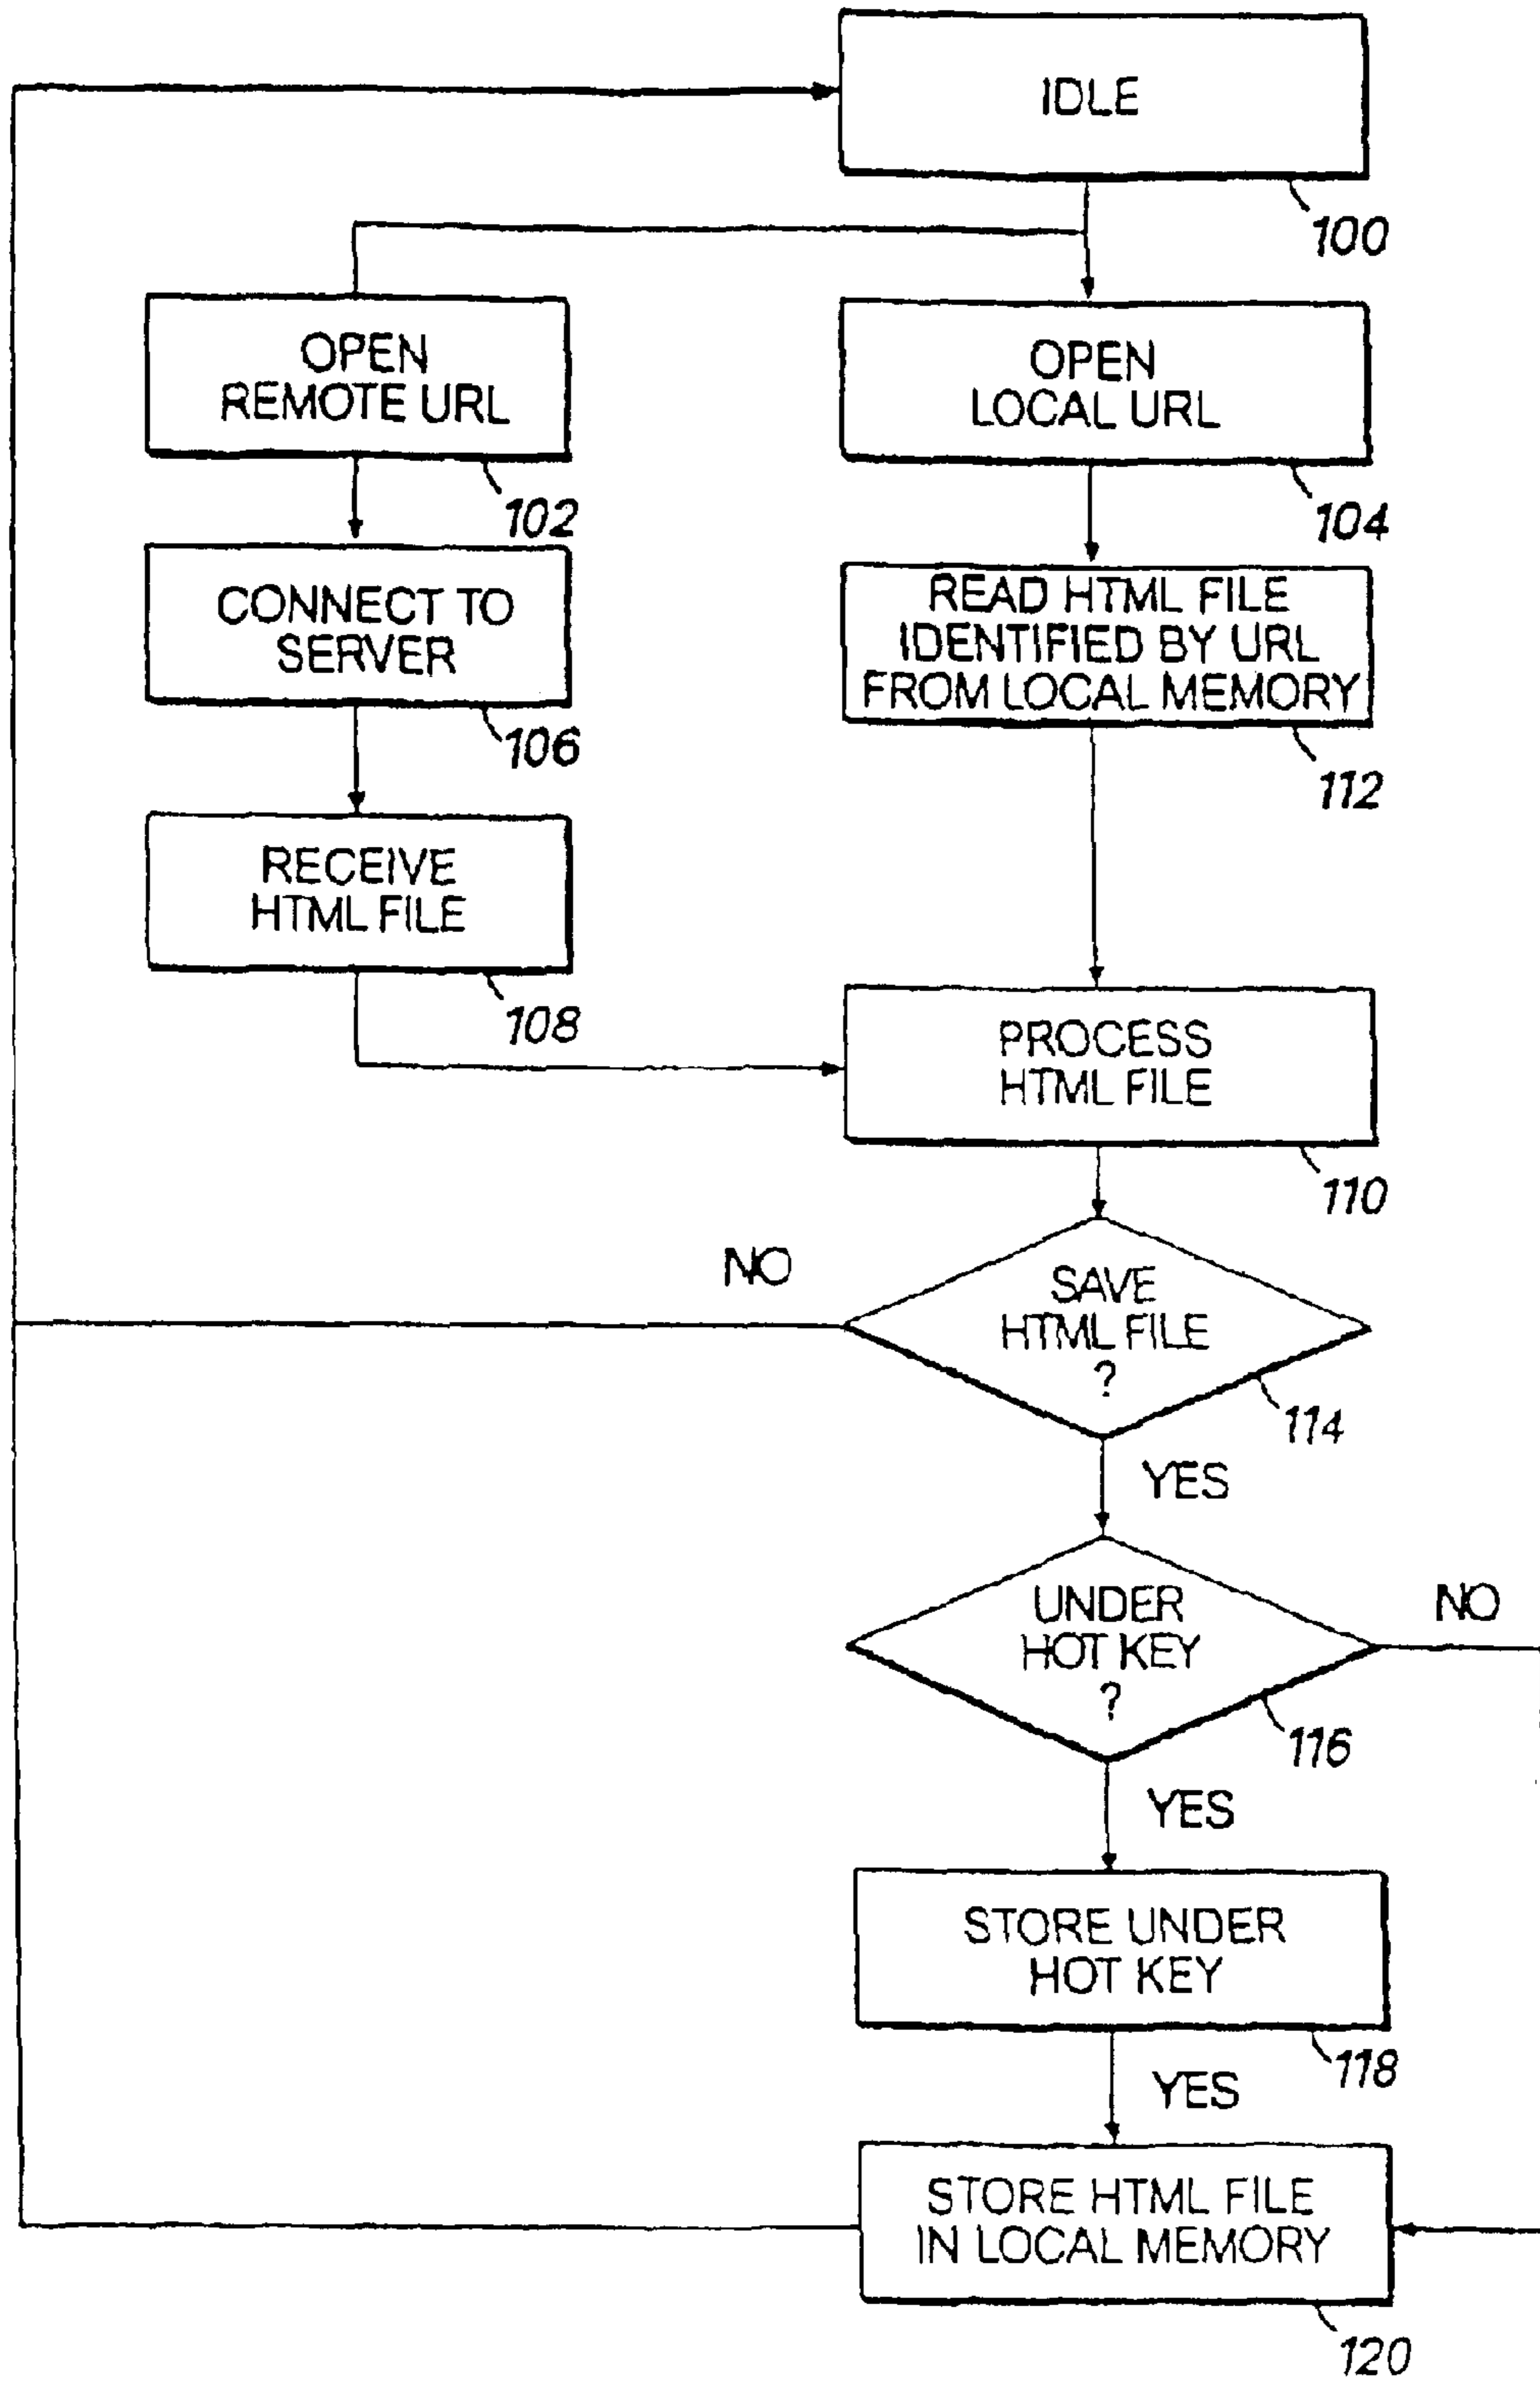 IDLE
100
OPEN
REMOTE URL
102
OPEN
LOCAL URL
104
CONNECT TO
SERVER
106
READ HTML FILE
IDENTIFIED BY URL
FROM LOCAL MEMORY
112
RECEIVE
HTML FILE
108
PROCESS
HTML FILE
110
NO
SAVE
HTML FILE
?
114
YES
UNDER
HOT KEY
?
116
NO
YES
STORE UNDER
HOT KEY
118
YES
STORE HTML FILE
IN LOCAL MEMORY
120